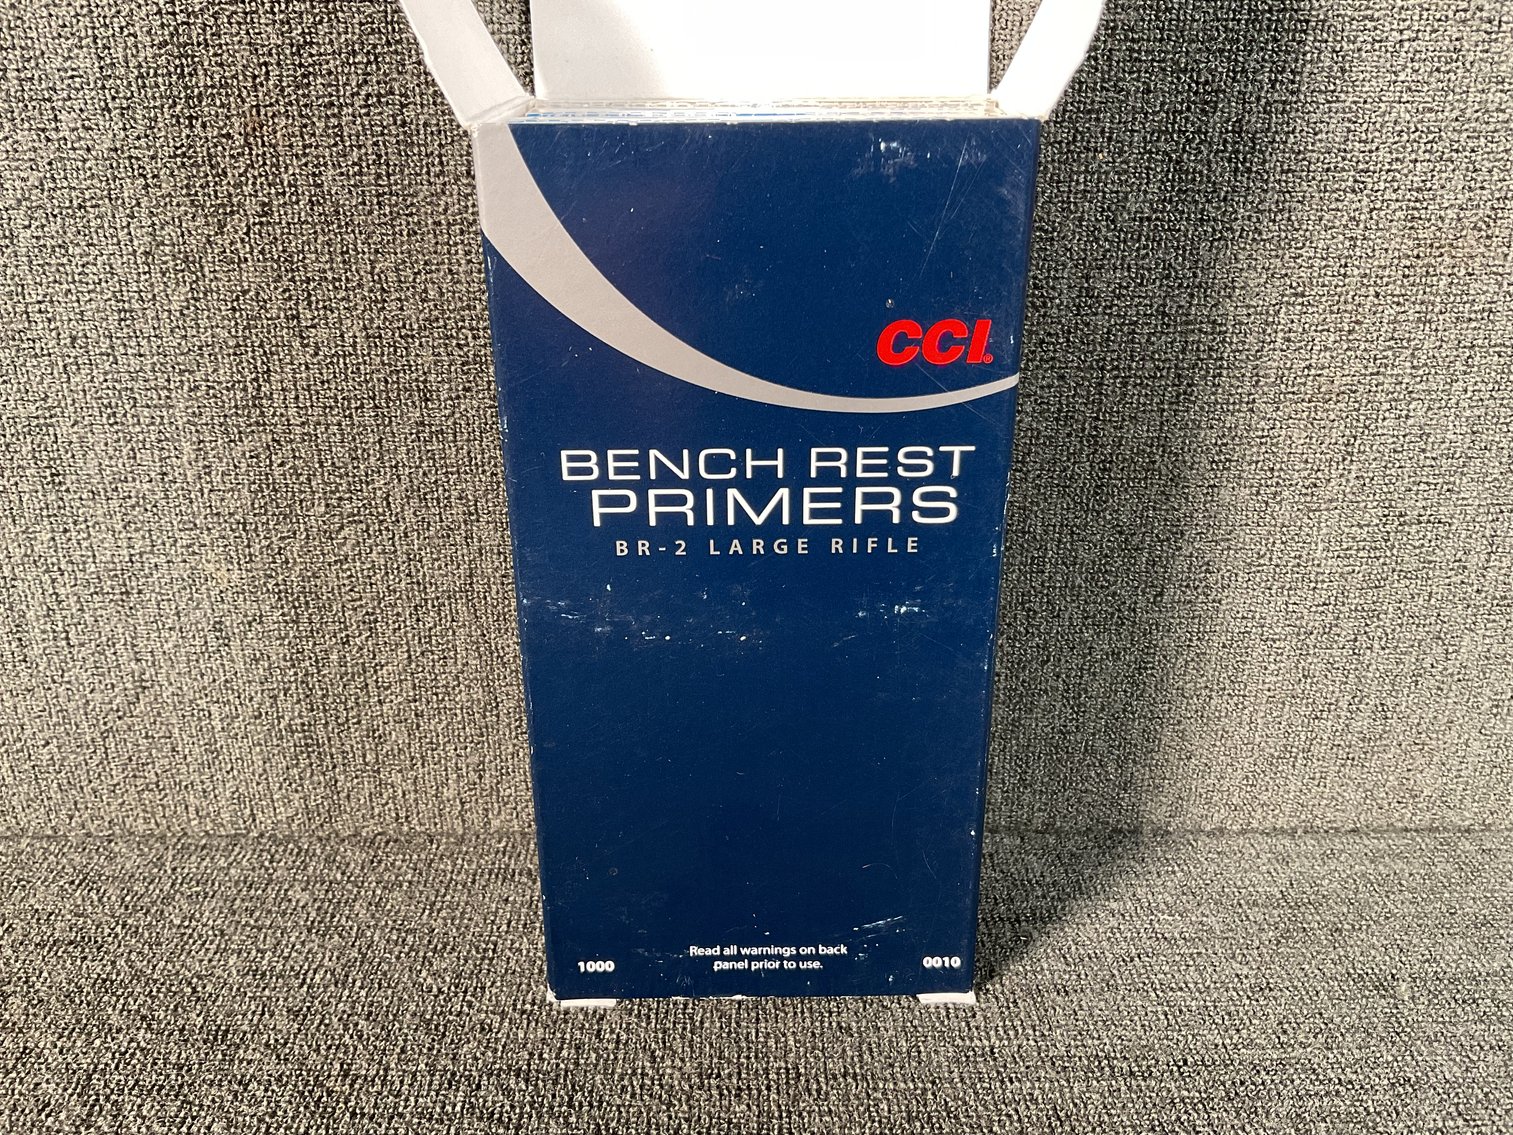 CCI®
BENCH REST
PRIMERS
BR-2 LARGE RIFLE
Read all warnings on back
panel prior to use.
1000
0010